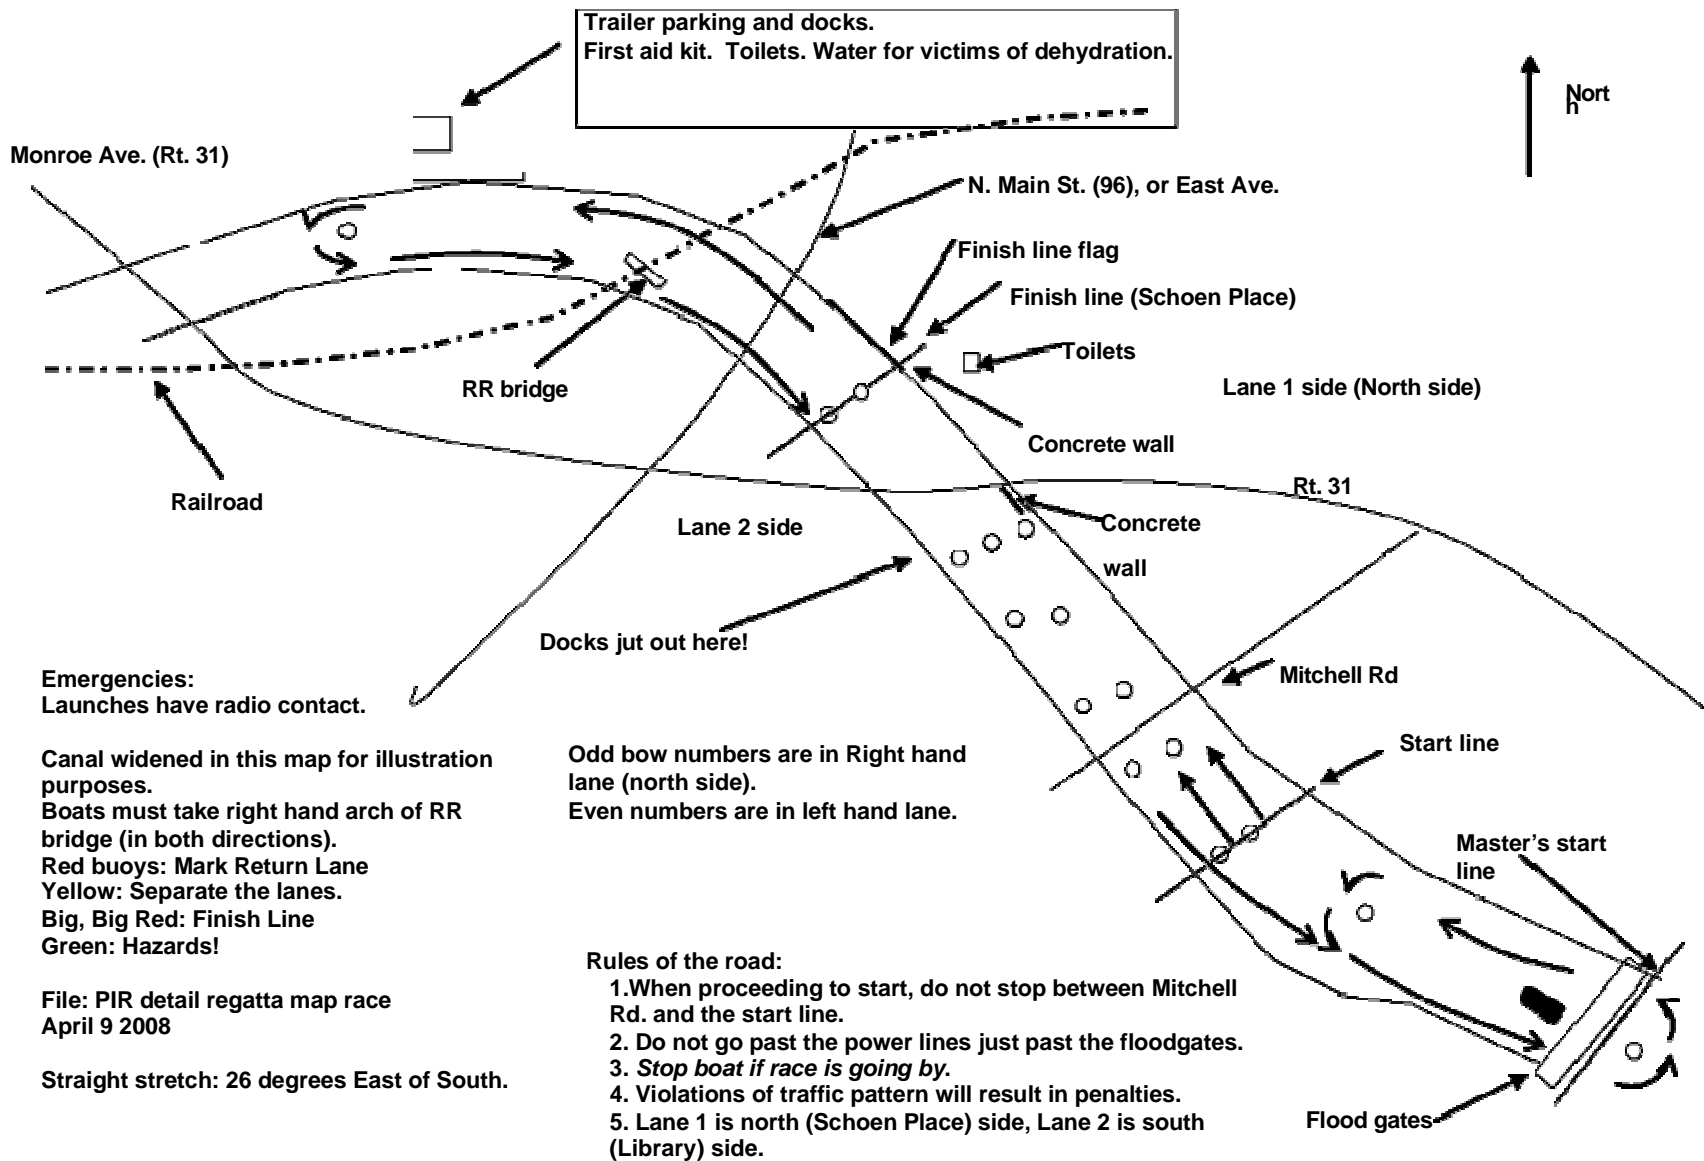 Trailer parking and docks.
First aid kit.  Toilets. Water for victims of dehydration.
Nort
h
Monroe Ave. (Rt. 31)
N. Main St. (96), or East Ave.
Finish line flag
Finish line (Schoen Place)
Toilets
RR bridge
Lane 1 side (North side)
Concrete wall
Railroad
Rt. 31
Lane 2 side
Concrete
wall
Docks jut out here!
Mitchell Rd
Emergencies:
Launches have radio contact.
Canal widened in this map for illustration
purposes.
Boats must take right hand arch of RR
bridge (in both directions).
Red buoys: Mark Return Lane
Yellow: Separate the lanes.
Big, Big Red: Finish Line
Green: Hazards!
File: PIR detail regatta map race
April 9 2008
Straight stretch: 26 degrees East of South.
Odd bow numbers are in Right hand
lane (north side).
Even numbers are in left hand lane.
Start line
Master’s start
line
Rules of the road:
1.When proceeding to start, do not stop between Mitchell
Rd. and the start line.
2. Do not go past the power lines just past the floodgates.
3. Stop boat if race is going by.
4. Violations of traffic pattern will result in penalties.
5. Lane 1 is north (Schoen Place) side, Lane 2 is south
(Library) side.
Flood gates